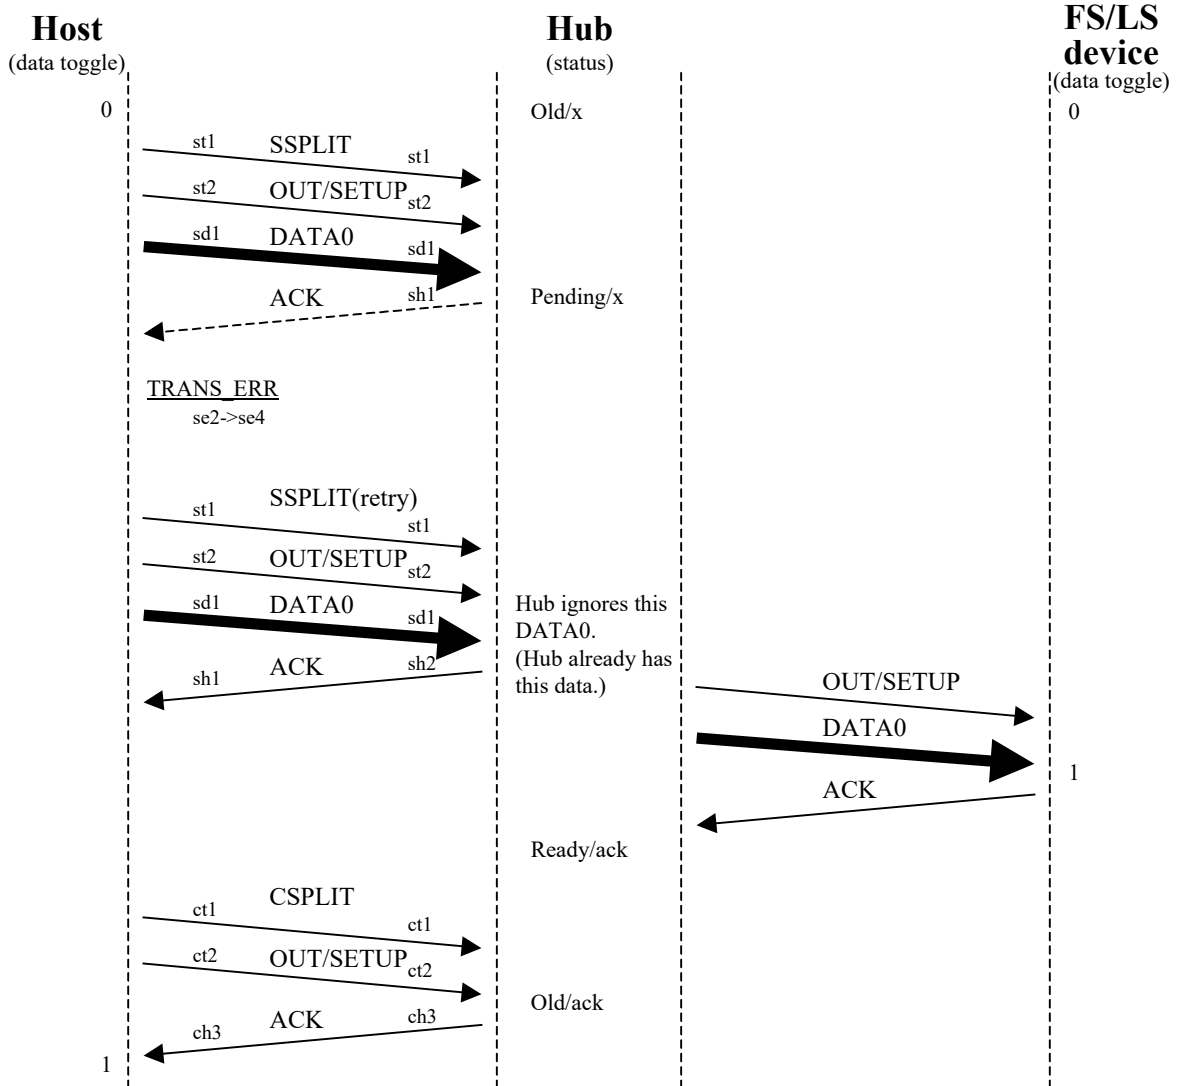 Host
(data toggle)
Hub
(status)
FS/LS
device
(data toggle)
0
Old/x
0
st1 SSPLIT st1
st2 OUT/SETUP st2
sd1 DATA0 sd1
ACK sh1
Pending/x
TRANS_ERR
se2->se4
SSPLIT(retry)
st1 st1
st2 OUT/SETUP st2
sd1 DATA0 sd1
sh1 ACK sh2
Hub ignores this
DATA0.
(Hub already has
this data.)
OUT/SETUP
DATA0
1
ACK
Ready/ack
CSPLIT
ct1 ct1
ct2 OUT/SETUP ct2
Old/ack
ch3 ACK ch3
1